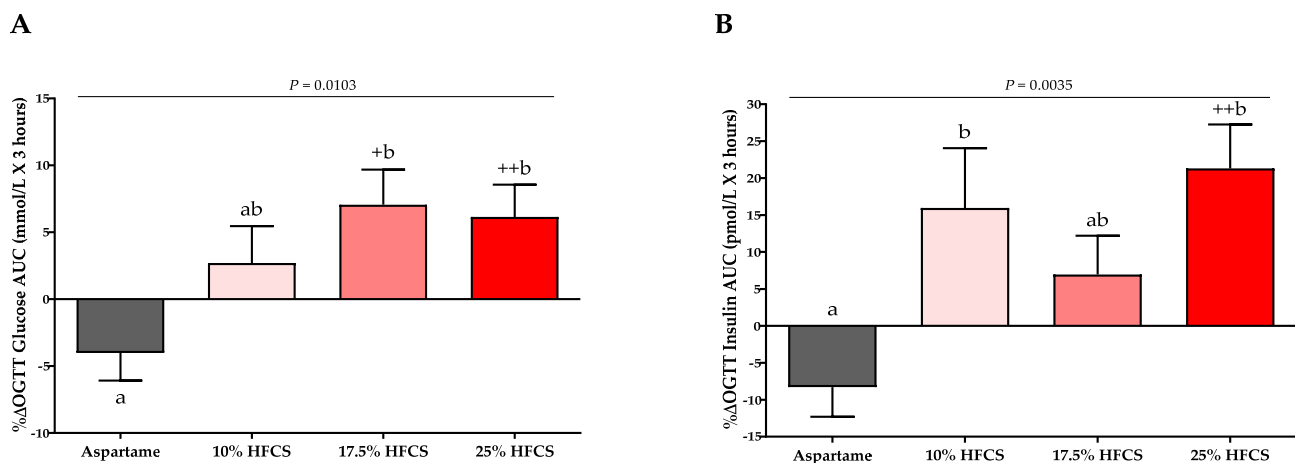 A
P = 0.0103
%ΔOGTT Glucose AUC (mmol/L X 3 hours)
15
10
5
0
-5
-10
a
ab
+b
++b
Aspartame
10% HFCS
17.5% HFCS
25% HFCS
B
P = 0.0035
%ΔOGTT Insulin AUC (pmol/L X 3 hours)
30
25
20
15
10
5
0
-5
-10
-15
a
b
ab
++b
Aspartame
10% HFCS
17.5% HFCS
25% HFCS